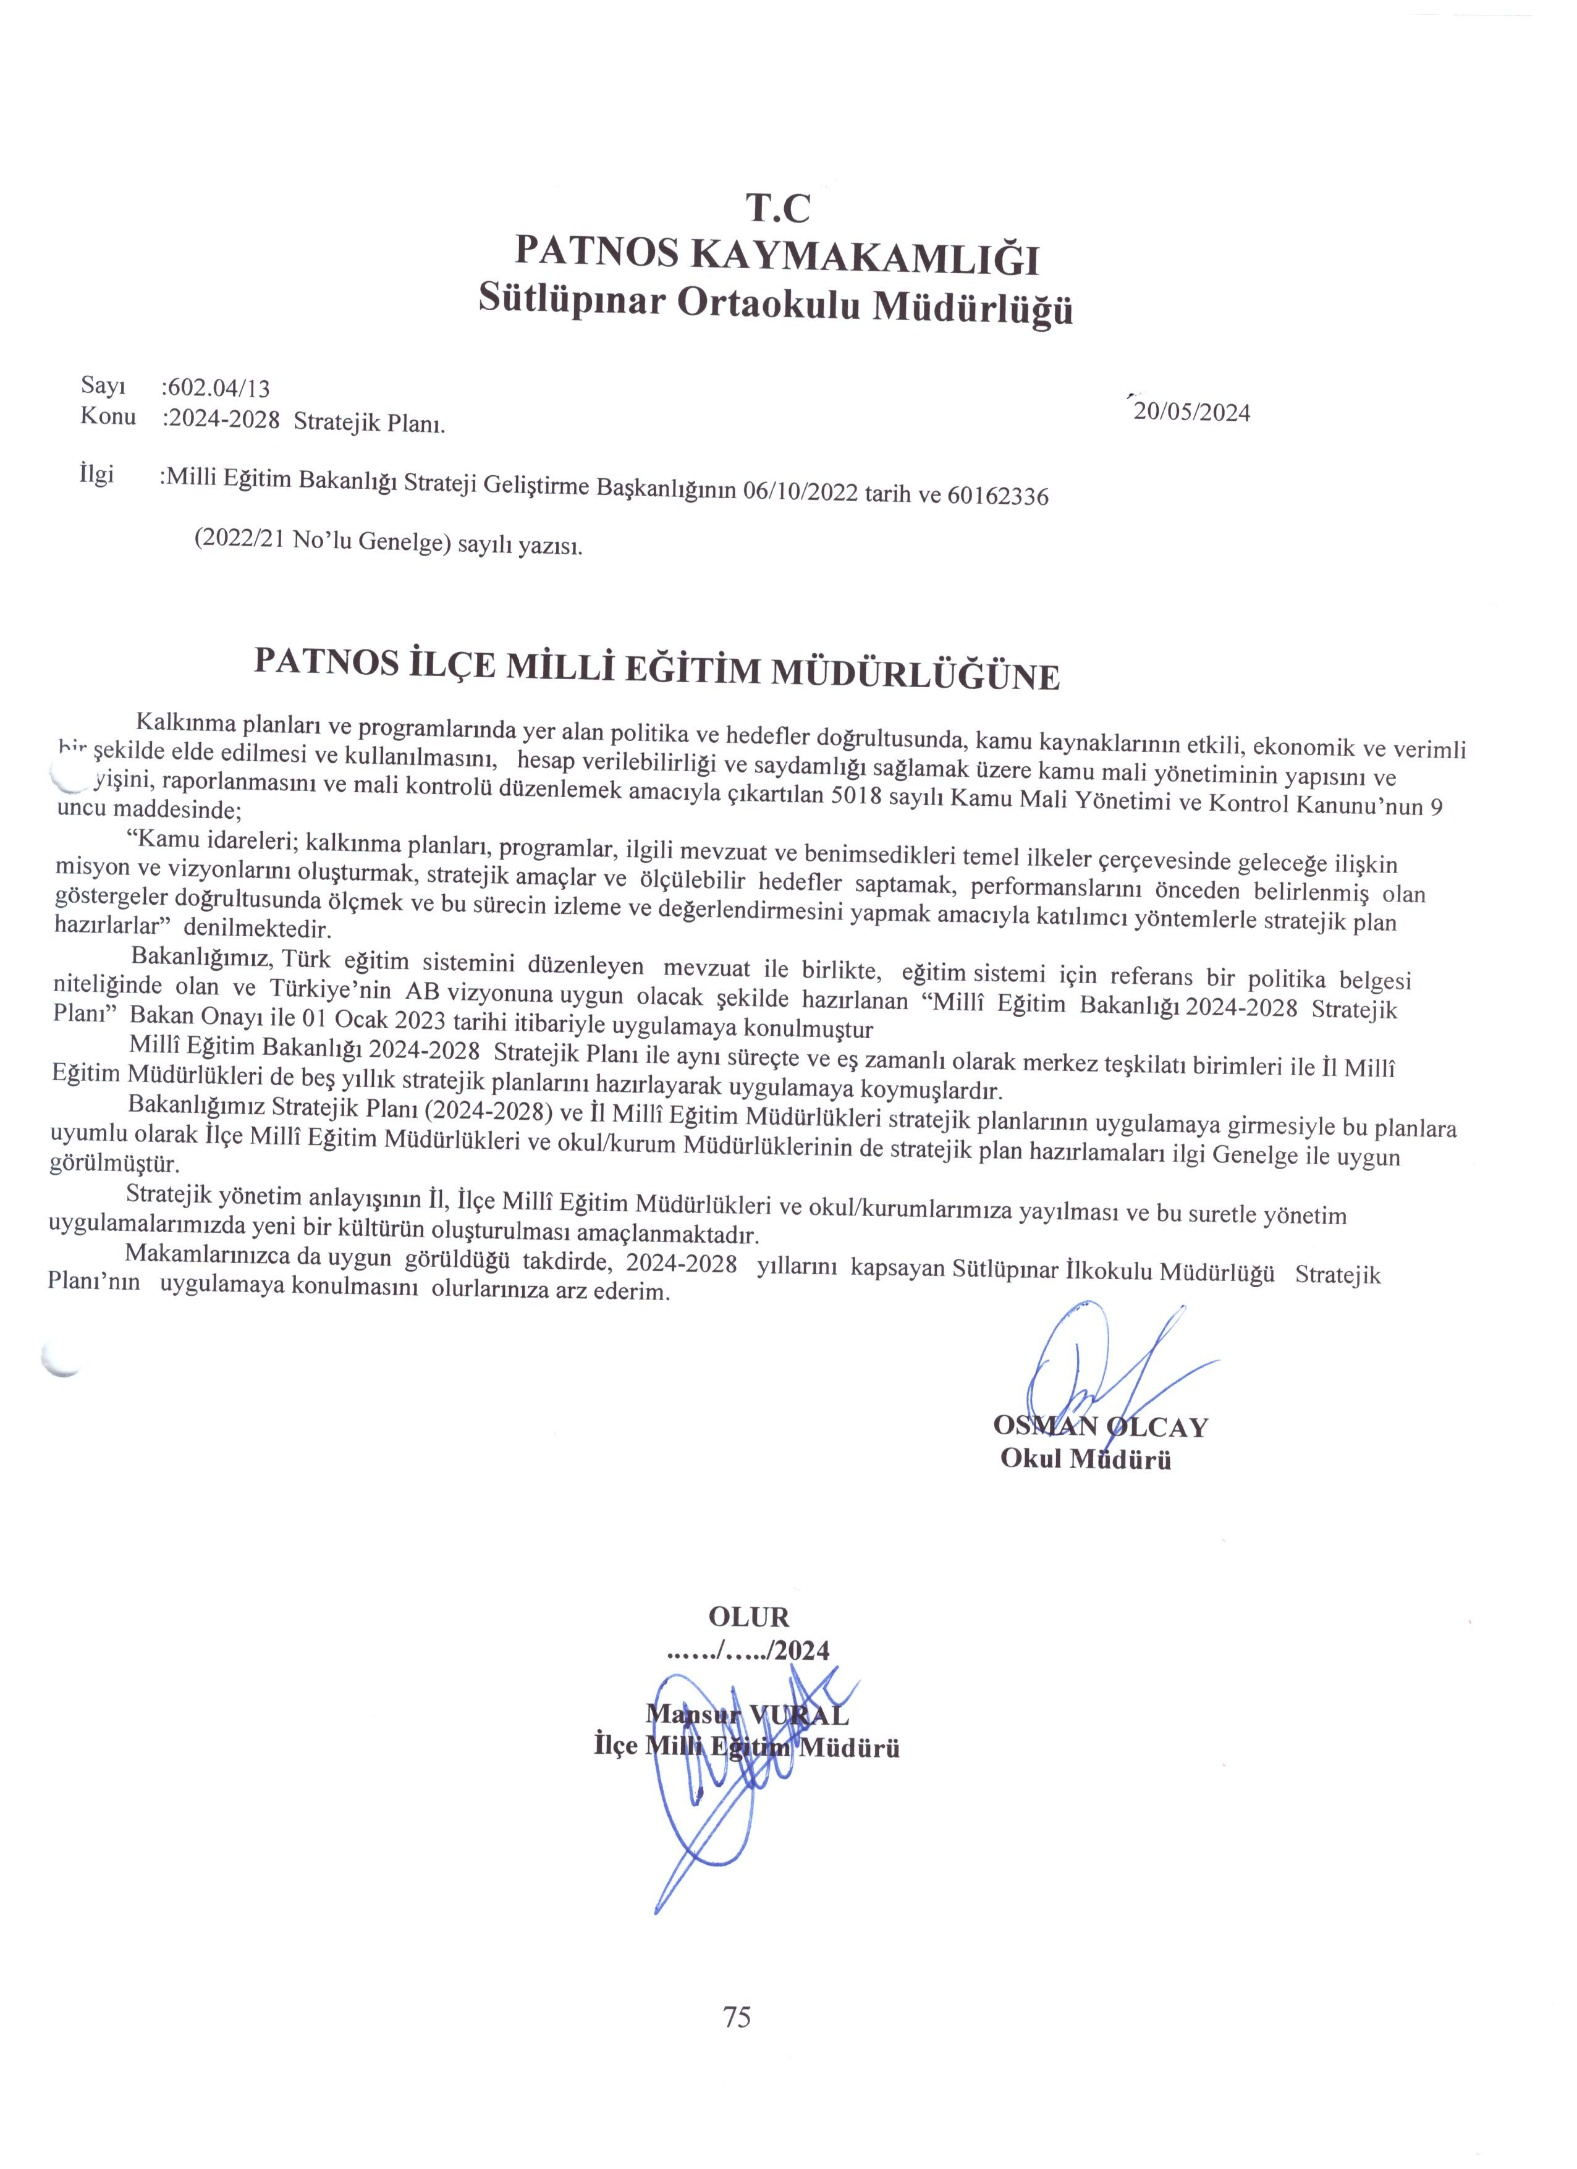 T.C
PATNOS KAYMAKAMLIĞI
Sütlüpınar Ortaokulu Müdürlüğü
Sayı :602.04/13
20/05/2024
Konu :2024-2028 Stratejik Planı.
İlgi :Milli Eğitim Bakanlığı Strateji Geliştirme Başkanlığının 06/10/2022 tarih ve 60162336
(2022/21 No’lu Genelge) sayılı yazısı.
PATNOS İLÇE MİLLİ EĞİTİM MÜDÜRLÜĞÜNE
Kalkınma planları ve programlarında yer alan politika ve hedefler doğrultusunda, kamu kaynaklarının etkili, ekonomik ve verimli
bir şekilde elde edilmesi ve kullanılmasını, hesap verilebilirliği ve saydamlığı sağlamak üzere kamu mali yönetiminin yapısını ve
yişini, raporlanmasını ve mali kontrolü düzenlemek amacıyla çıkartılan 5018 sayılı Kamu Mali Yönetimi ve Kontrol Kanunu’nun 9
uncu maddesinde;
“Kamu idareleri; kalkınma planları, programlar, ilgili mevzuat ve benimsedikleri temel ilkeler çerçevesinde geleceğe ilişkin
misyon ve vizyonlarını oluşturmak, stratejik amaçlar ve ölçülebilir hedefler saptamak, performanslarını önceden belirlenmiş olan
göstergeler doğrultusunda ölçmek ve bu sürecin izleme ve değerlendirmesini yapmak amacıyla katılımcı yöntemlerle stratejik plan
hazırlarlar” denilmektedir.
Bakanlığımız, Türk eğitim sistemini düzenleyen mevzuat ile birlikte, eğitim sistemi için referans bir politika belgesi
niteliğinde olan ve Türkiye’nin AB vizyonuna uygun olacak şekilde hazırlanan “Millî Eğitim Bakanlığı 2024-2028 Stratejik
Planı” Bakan Onayı ile 01 Ocak 2023 tarihi itibariyle uygulamaya konulmuştur
Millî Eğitim Bakanlığı 2024-2028 Stratejik Planı ile aynı süreçte ve eş zamanlı olarak merkez teşkilatı birimleri ile İl Millî
Eğitim Müdürlükleri de beş yıllık stratejik planlarını hazırlayarak uygulamaya koymuşlardır.
Bakanlığımız Stratejik Planı (2024-2028) ve İl Millî Eğitim Müdürlükleri stratejik planlarının uygulamaya girmesiyle bu planlara
uyumlu olarak İlçe Millî Eğitim Müdürlükleri ve okul/kurum Müdürlüklerinin de stratejik plan hazırlamaları ilgi Genelge ile uygun
görülmüştür.
Stratejik yönetim anlayışının İl, İlçe Millî Eğitim Müdürlükleri ve okul/kurumlarımıza yayılması ve bu suretle yönetim
uygulamalarımızda yeni bir kültürün oluşturulması amaçlanmaktadır.
Makamlarınızca da uygun görüldüğü takdirde, 2024-2028 yıllarını kapsayan Sütlüpınar İlkokulu Müdürlüğü Stratejik
Planı’nın uygulamaya konulmasını olurlarınıza arz ederim.
OSMAN OLCAY
Okul Müdürü
OLUR
....../...../2024
Mansur VURAL
İlçe Milli Eğitim Müdürü
75